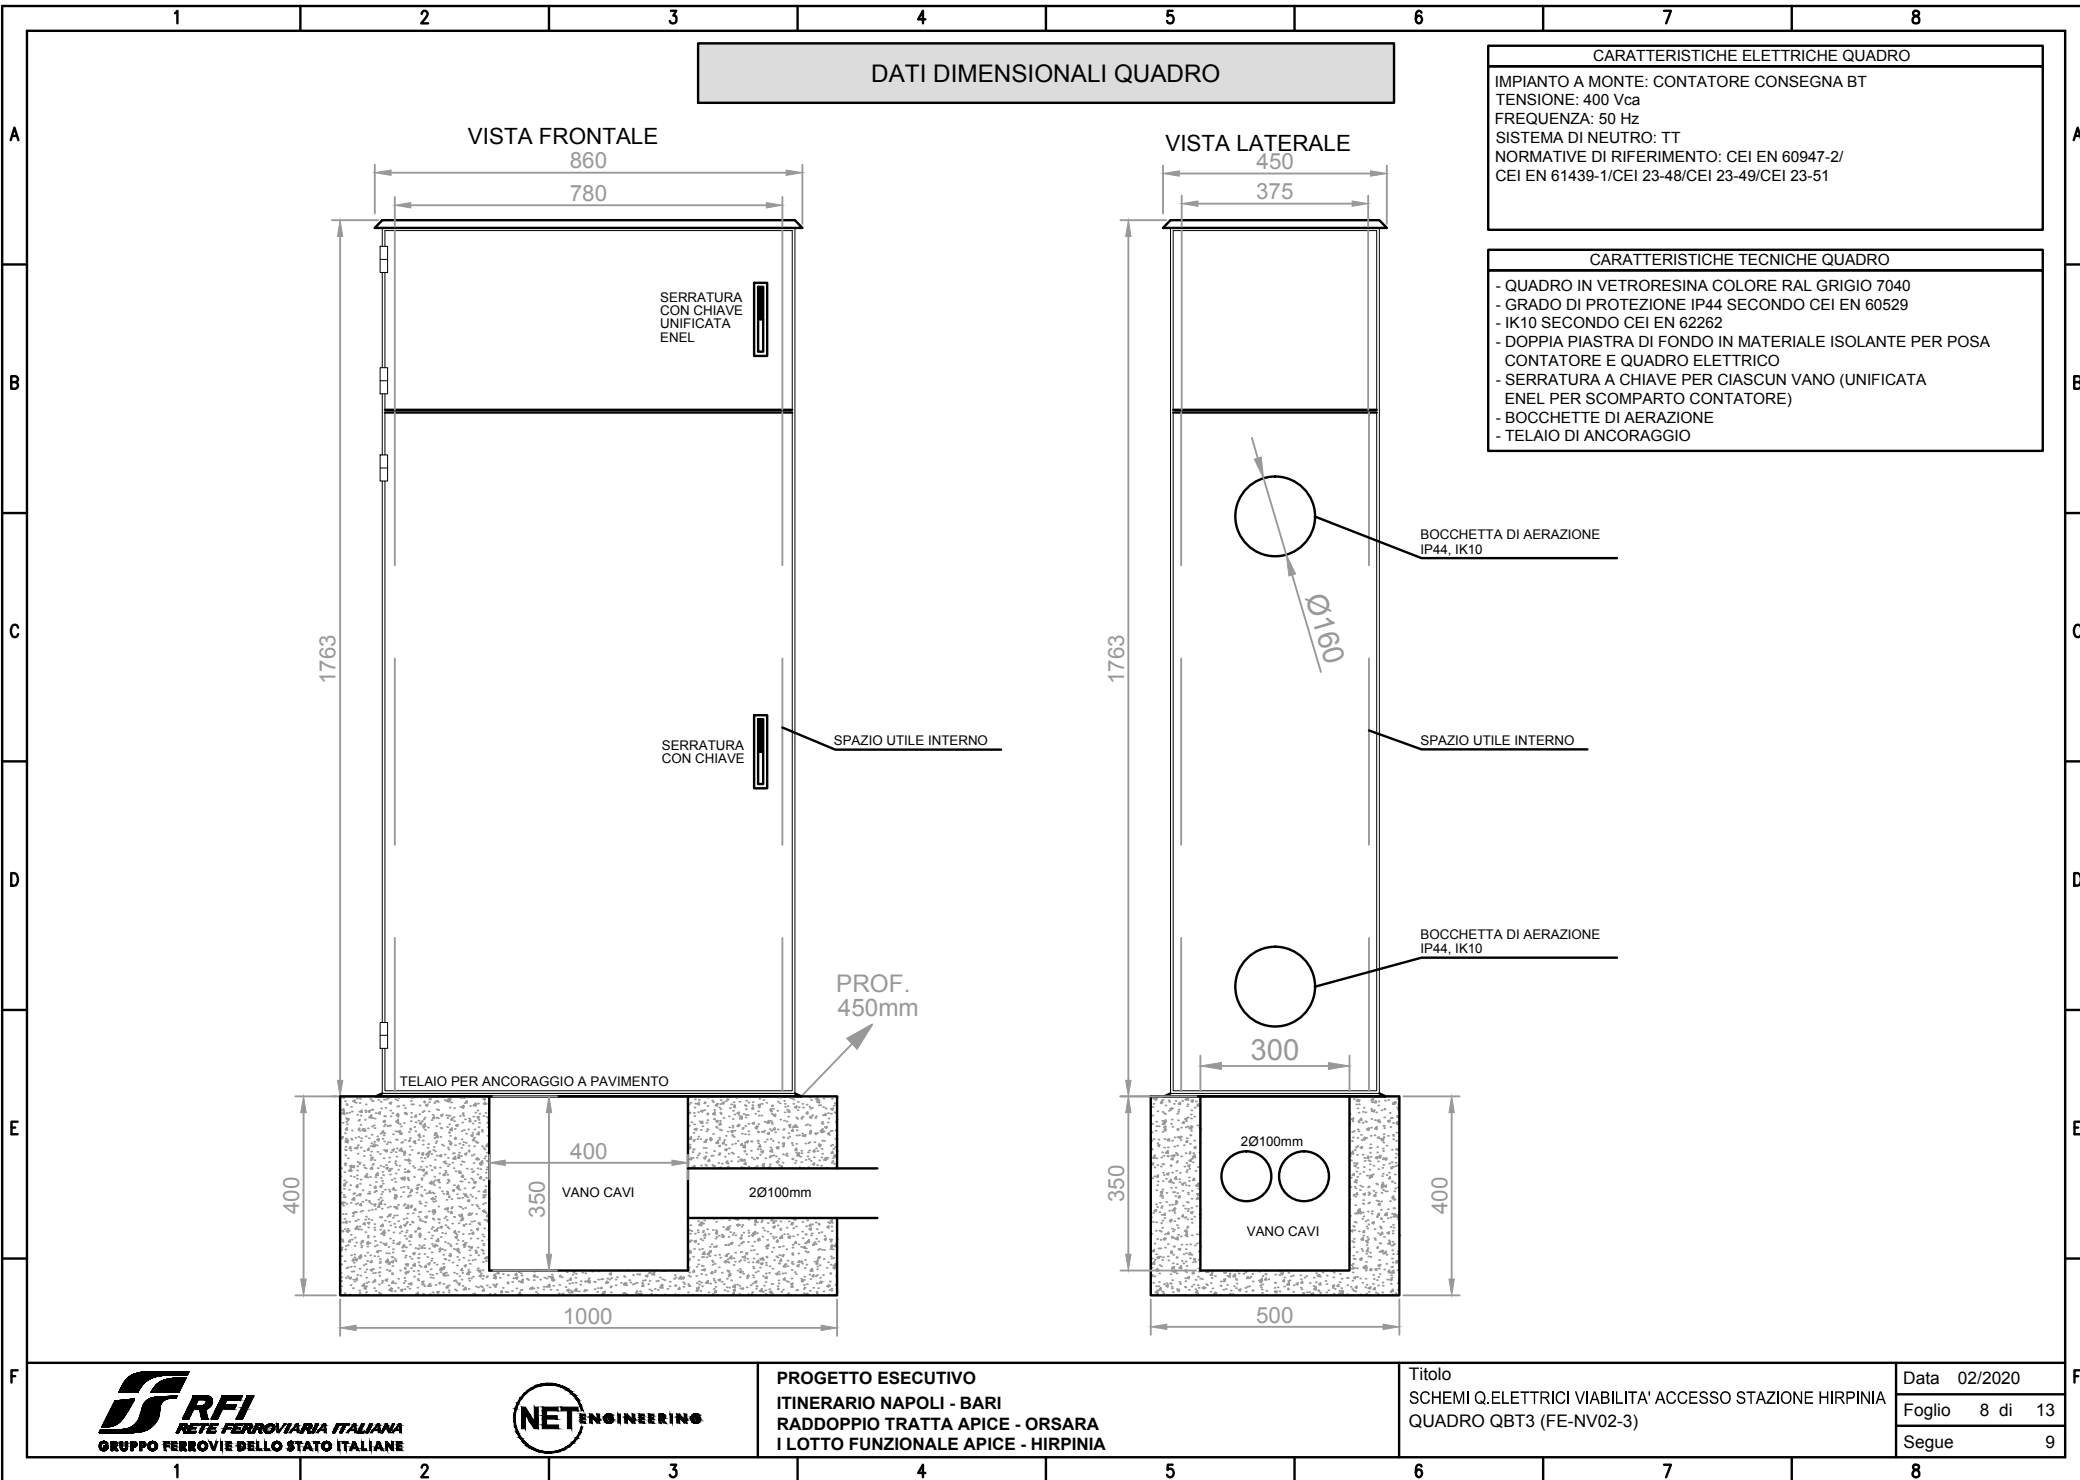 1 2 3 4 5 6 7 8
DATI DIMENSIONALI QUADRO
CARATTERISTICHE ELETTRICHE QUADRO
IMPIANTO A MONTE: CONTATORE CONSEGNA BT
TENSIONE: 400 Vca
FREQUENZA: 50 Hz
SISTEMA DI NEUTRO: TT
NORMATIVE DI RIFERIMENTO: CEI EN 60947-2/
CEI EN 61439-1/CEI 23-48/CEI 23-49/CEI 23-51
CARATTERISTICHE TECNICHE QUADRO
- QUADRO IN VETRORESINA COLORE RAL GRIGIO 7040
- GRADO DI PROTEZIONE IP44 SECONDO CEI EN 60529
- IK10 SECONDO CEI EN 62262
- DOPPIA PIASTRA DI FONDO IN MATERIALE ISOLANTE PER POSA
CONTATORE E QUADRO ELETTRICO
- SERRATURA A CHIAVE PER CIASCUN VANO (UNIFICATA
ENEL PER SCOMPARTO CONTATORE)
- BOCCHETTE DI AERAZIONE
- TELAIO DI ANCORAGGIO
VISTA FRONTALE
860
780
SERRATURA
CON CHIAVE
UNIFICATA
ENEL
1763
SERRATURA
CON CHIAVE
SPAZIO UTILE INTERNO
PROF.
450mm
TELAIO PER ANCORAGGIO A PAVIMENTO
400
400
350
VANO CAVI
2Ø100mm
1000
VISTA LATERALE
450
375
BOCCHETTA DI AERAZIONE
IP44, IK10
Ø160
1763
SPAZIO UTILE INTERNO
BOCCHETTA DI AERAZIONE
IP44, IK10
300
2Ø100mm
350
400
VANO CAVI
500
A A
B B
C C
D D
E E
F F
RFI
RETE FERROVIARIA ITALIANA
GRUPPO FERROVIE DELLO STATO ITALIANE
NET ENGINEERING
PROGETTO ESECUTIVO
ITINERARIO NAPOLI - BARI
RADDOPPIO TRATTA APICE - ORSARA
I LOTTO FUNZIONALE APICE - HIRPINIA
Titolo
SCHEMI Q.ELETTRICI VIABILITA' ACCESSO STAZIONE HIRPINIA
QUADRO QBT3 (FE-NV02-3)
Data 02/2020
Foglio 8 di 13
Segue 9
1 2 3 4 5 6 7 8